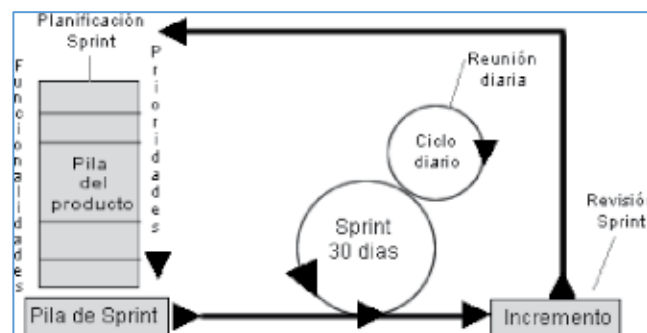 Planificación
Sprint
Funcionalidades
Prioridades
Pila
del
producto
Pila de Sprint
Reunión
diaria
Ciclo
diario
Sprint
30 dias
Revisión
Sprint
Incremento